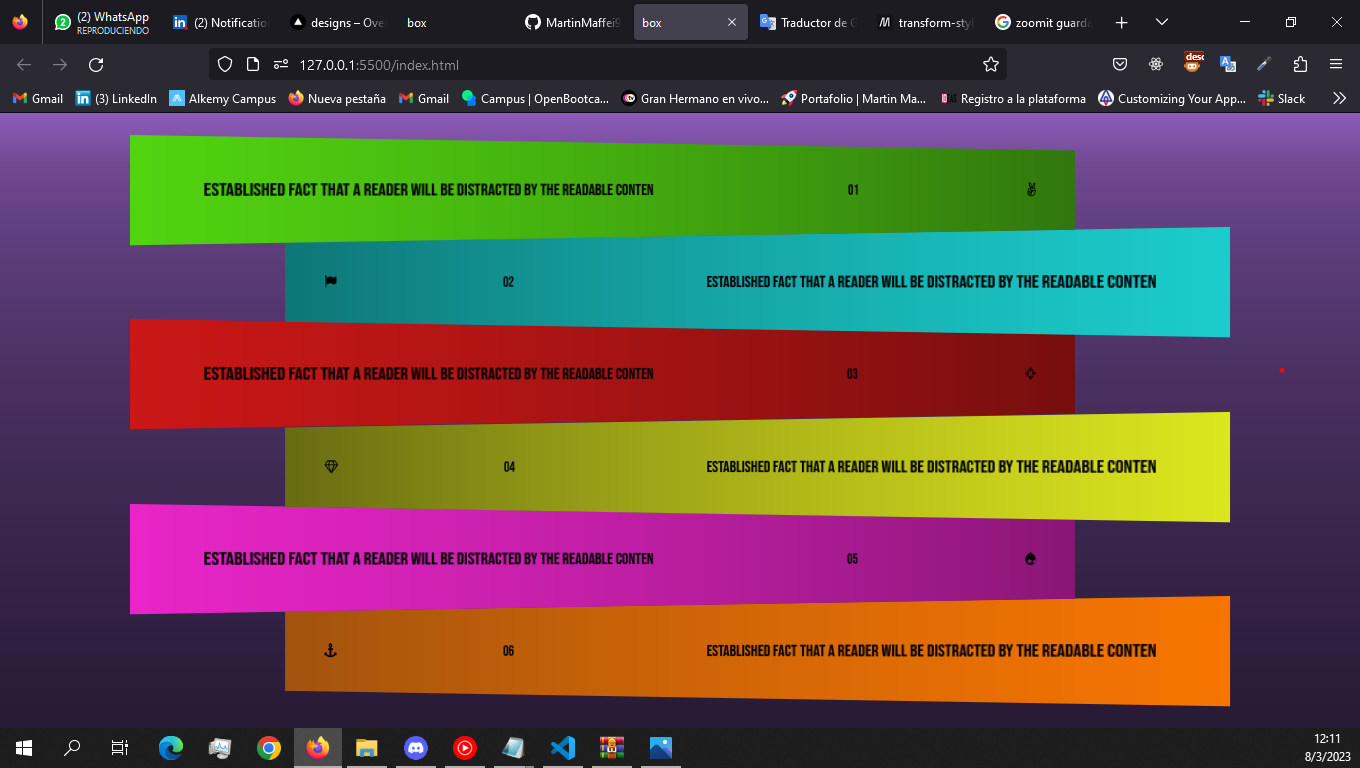 (2) WhatsApp
REPRODUCIENDO
(2) Notificatio
designs – Ove
box
MartinMaffei9
box
Traductor de G
transform-styl
zoomit guarda
127.0.0.1:5500/index.html
Gmail
(3) LinkedIn
Alkemy Campus
Nueva pestaña
Gmail
Campus | OpenBootca...
Gran Hermano en vivo...
Portafolio | Martin Ma...
Registro a la plataforma
Customizing Your App...
Slack
ESTABLISHED FACT THAT A READER WILL BE DISTRACTED BY THE READABLE CONTEN 01
02 ESTABLISHED FACT THAT A READER WILL BE DISTRACTED BY THE READABLE CONTEN
ESTABLISHED FACT THAT A READER WILL BE DISTRACTED BY THE READABLE CONTEN 03
04 ESTABLISHED FACT THAT A READER WILL BE DISTRACTED BY THE READABLE CONTEN
ESTABLISHED FACT THAT A READER WILL BE DISTRACTED BY THE READABLE CONTEN 05
06 ESTABLISHED FACT THAT A READER WILL BE DISTRACTED BY THE READABLE CONTEN
12:11
8/3/2023